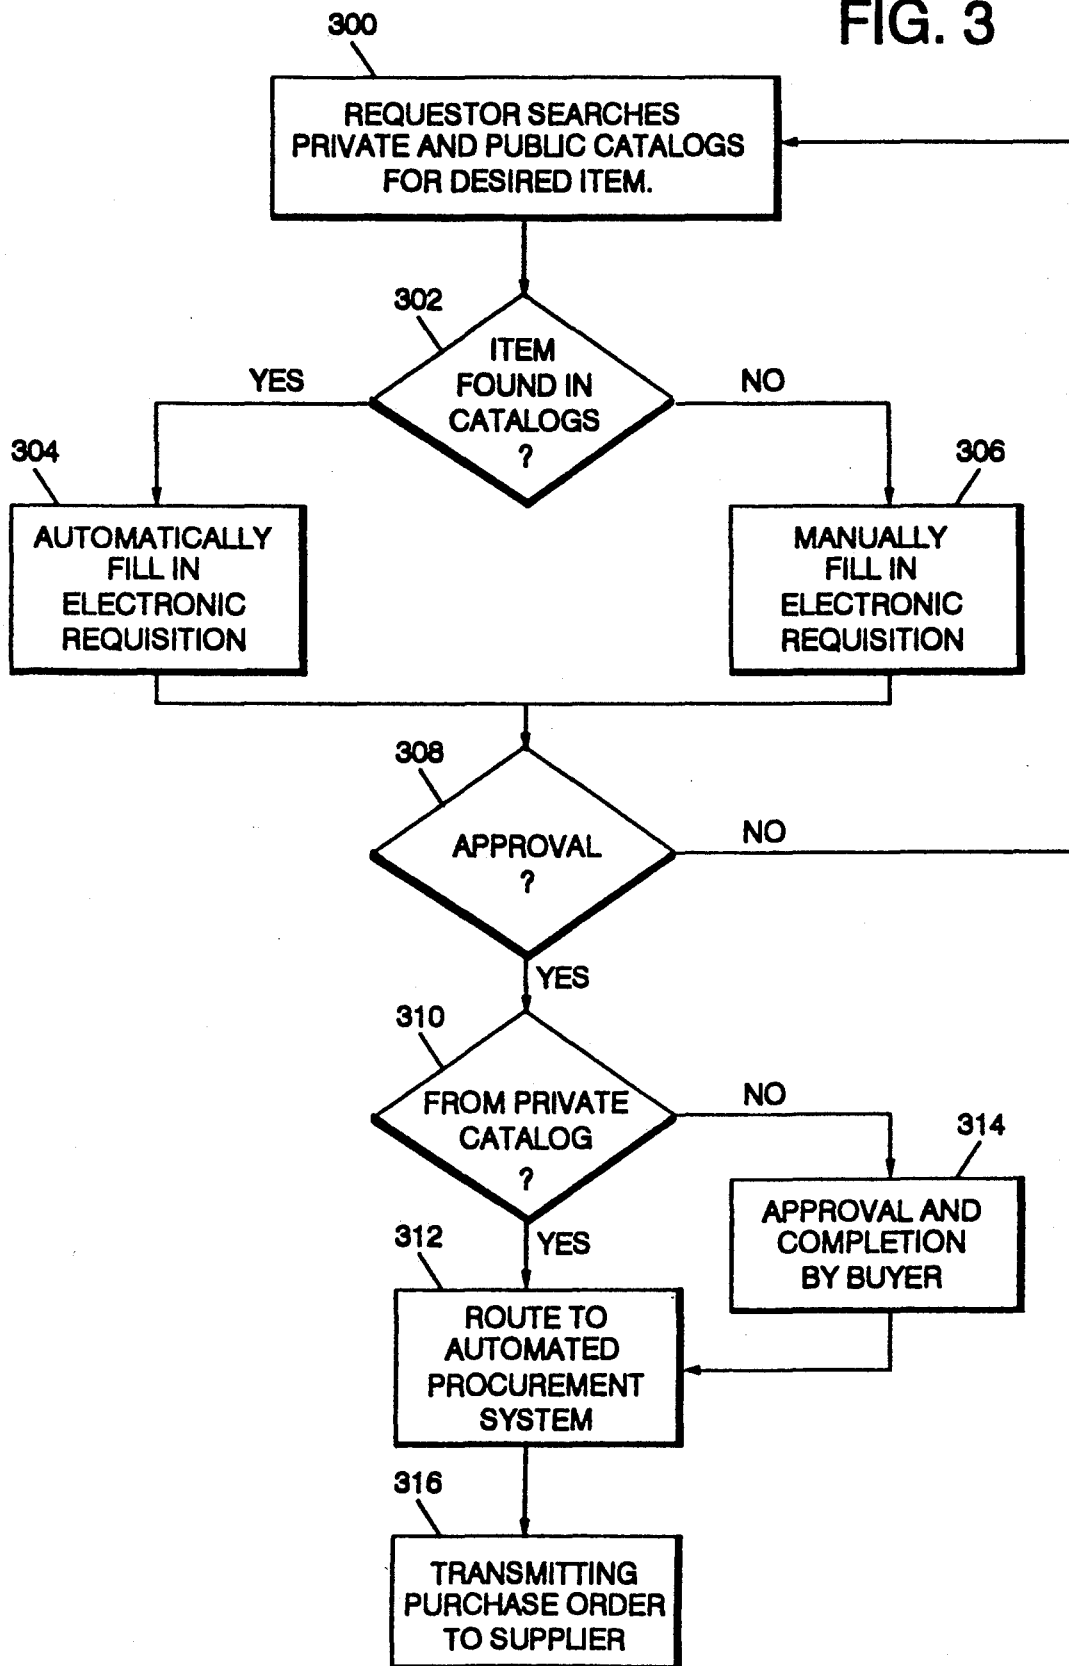 FIG. 3
300
REQUESTOR SEARCHES
PRIVATE AND PUBLIC CATALOGS
FOR DESIRED ITEM.
302
ITEM
FOUND IN
CATALOGS
?
YES
NO
304
AUTOMATICALLY
FILL IN
ELECTRONIC
REQUISITION
306
MANUALLY
FILL IN
ELECTRONIC
REQUISITION
308
APPROVAL
?
NO
YES
310
FROM PRIVATE
CATALOG
?
NO
YES
314
APPROVAL AND
COMPLETION
BY BUYER
312
ROUTE TO
AUTOMATED
PROCUREMENT
SYSTEM
316
TRANSMITTING
PURCHASE ORDER
TO SUPPLIER